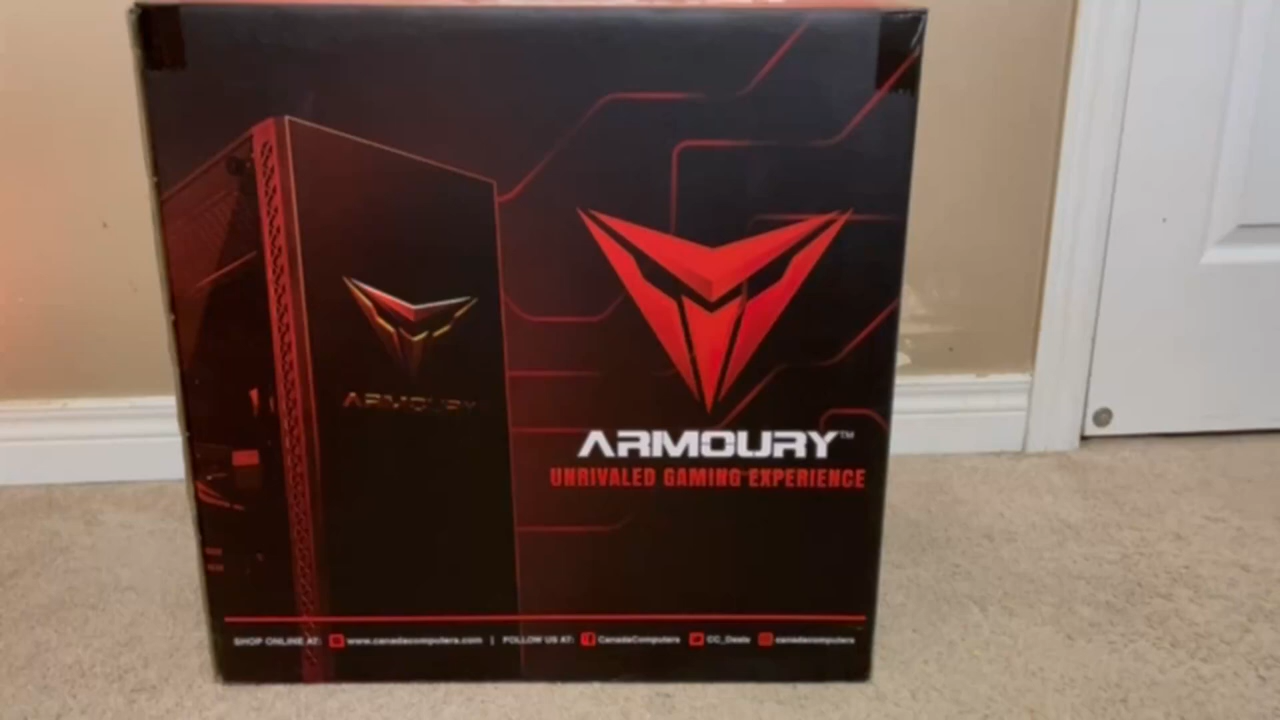 ARMOURY
ARMOURY™
UNRIVALED GAMING EXPERIENCE
SHOP ONLINE AT: www.canadacomputers.com | FOLLOW US AT: CanadaComputers CC_Deals canadacomputers